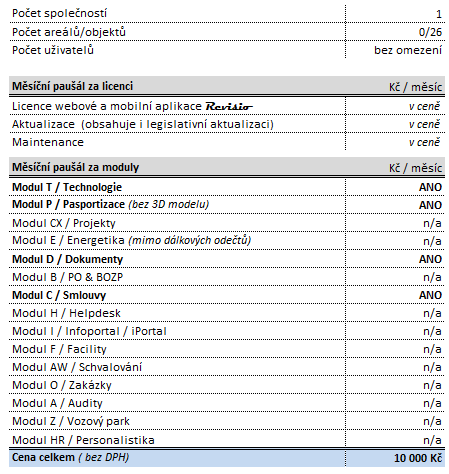 Počet společností 1
Počet areálů/objektů 0/26
Počet uživatelů bez omezení
Měsíční paušál za licenci Kč / měsíc
Licence webové a mobilní aplikace Revisio v ceně
Aktualizace (obsahuje i legislativní aktualizaci) v ceně
Maintenance v ceně
Měsíční paušál za moduly Kč / měsíc
Modul T / Technologie ANO
Modul P / Pasportizace (bez 3D modelu) ANO
Modul CX / Projekty n/a
Modul E / Energetika (mimo dálkových odečtů) n/a
Modul D / Dokumenty ANO
Modul B / PO & BOZP n/a
Modul C / Smlouvy ANO
Modul H / Helpdesk n/a
Modul I / Infoportal / iPortal n/a
Modul F / Facility n/a
Modul AW / Schvalování n/a
Modul O / Zakázky n/a
Modul A / Audity n/a
Modul Z / Vozový park n/a
Modul HR / Personalistika n/a
Cena celkem ( bez DPH) 10 000 Kč